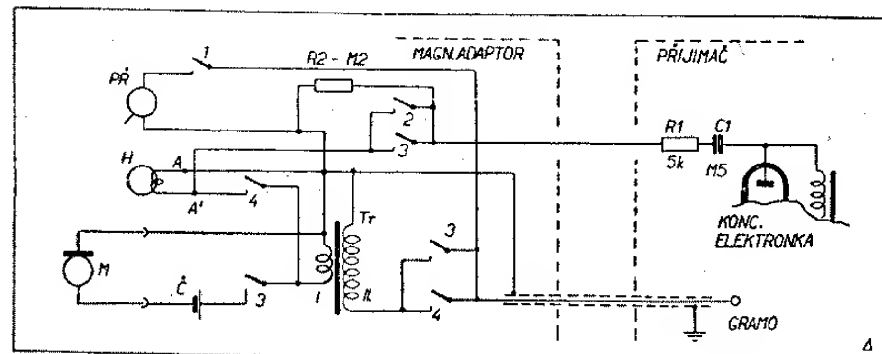 MAGN. ADAPTOR
PŘIJIMAČ
1
R2 - M2
PŘ
2
3
R1
C1
5k
M5
H
A
A'
4
Tr
KONC.
ELEKTRONKA
M
Č
3
I
II.
3
4
GRAMO
4